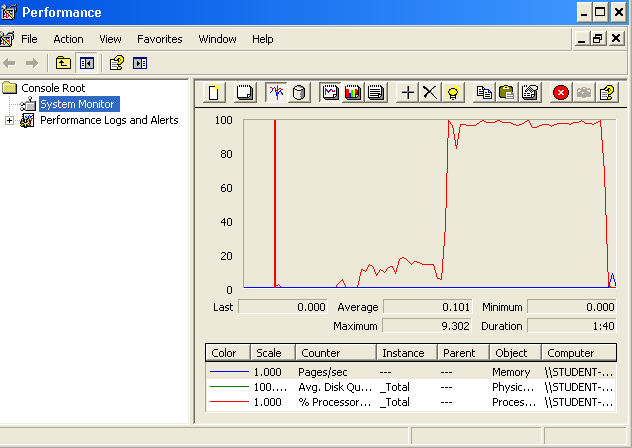 Performance
File Action View Favorites Window Help
Console Root
System Monitor
Performance Logs and Alerts
100
80
60
40
20
0
Last 0.000 Average 0.101 Minimum 0.000
Maximum 9.302 Duration 1:40
Color Scale Counter Instance Parent Object Computer
1.000 Pages/sec --- --- Memory \\STUDENT-...
100.... Avg. Disk Qu... _Total --- Physic... \\STUDENT-...
1.000 % Processor... _Total --- Proces... \\STUDENT-...